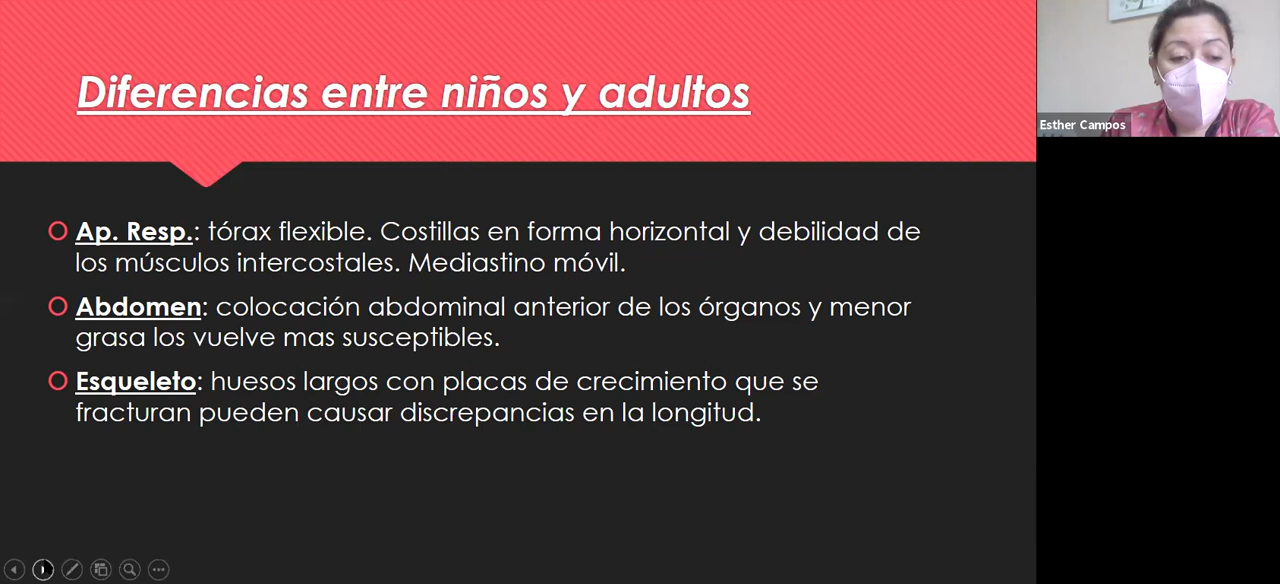 Diferencias entre niños y adultos
Ap. Resp.: tórax flexible. Costillas en forma horizontal y debilidad de
los músculos intercostales. Mediastino móvil.
Abdomen: colocación abdominal anterior de los órganos y menor
grasa los vuelve mas susceptibles.
Esqueleto: huesos largos con placas de crecimiento que se
fracturan pueden causar discrepancias en la longitud.
Esther Campos